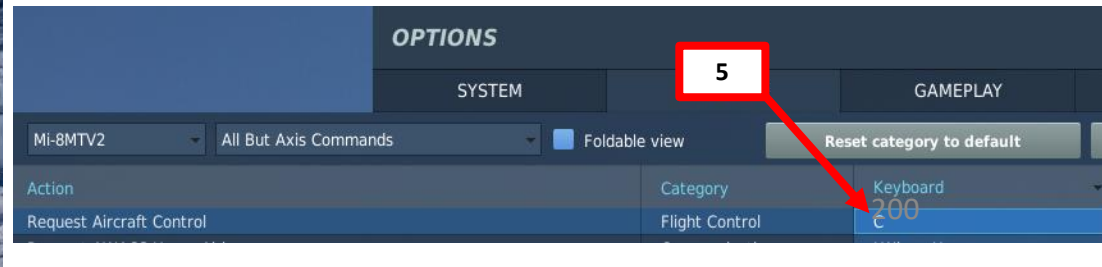 OPTIONS
5
SYSTEM
GAMEPLAY
Mi-8MTV2
All But Axis Commands
Foldable view
Reset category to default
Action
Category
Keyboard
Request Aircraft Control
Flight Control
C
200